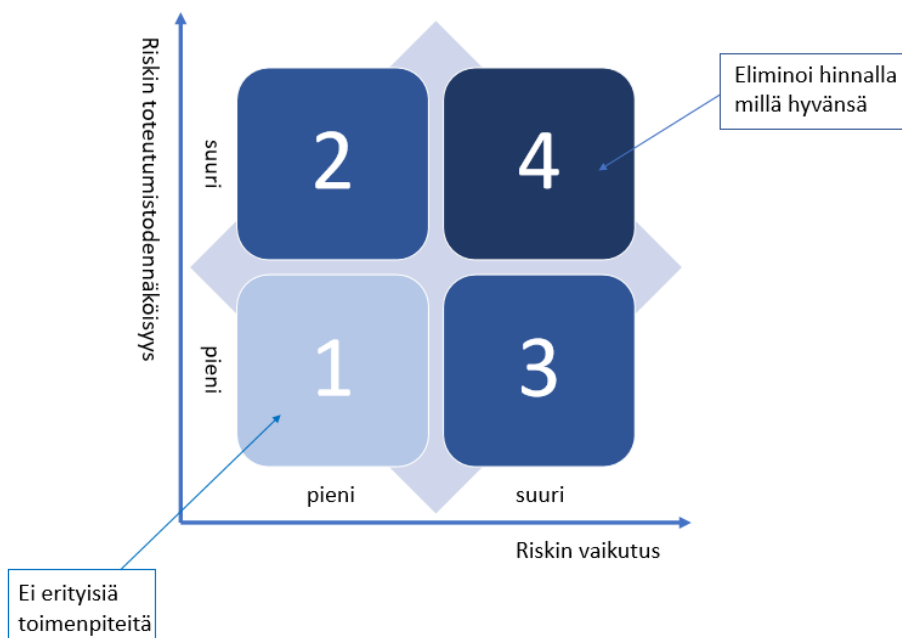 Riskin toteutumistodennäköisyys
suuri
pieni
2
4
1
3
Eliminoi hinnalla
millä hyvänsä
pieni
suuri
Riskin vaikutus
Ei erityisiä
toimenpiteitä